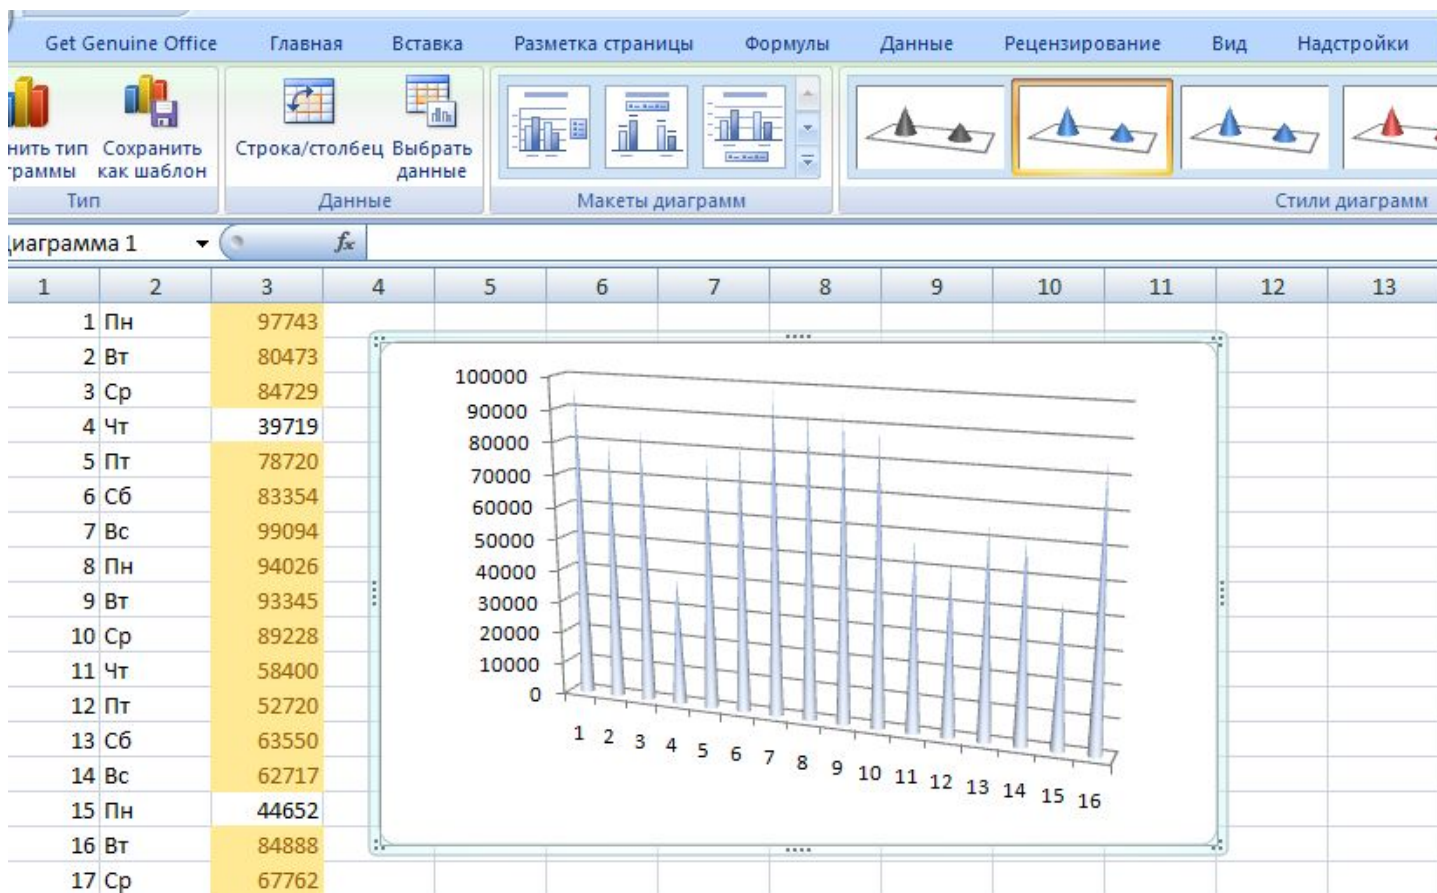 Get Genuine Office Главная Вставка Разметка страницы Формулы Данные Рецензирование Вид Надстройки
нить тип Сохранить Строка/столбец Выбрать
раммы как шаблон данные
Тип Данные Макеты диаграмм Стили диаграмм
иаграмма 1 fx
1 2 3 4 5 6 7 8 9 10 11 12 13
1 Пн 97743
2 Вт 80473
3 Ср 84729
4 Чт 39719
5 Пт 78720
6 Сб 83354
7 Вс 99094
8 Пн 94026
9 Вт 93345
10 Ср 89228
11 Чт 58400
12 Пт 52720
13 Сб 63550
14 Вс 62717
15 Пн 44652
16 Вт 84888
17 Ср 67762
100000
90000
80000
70000
60000
50000
40000
30000
20000
10000
0
1 2 3 4 5 6 7 8 9 10 11 12 13 14 15 16